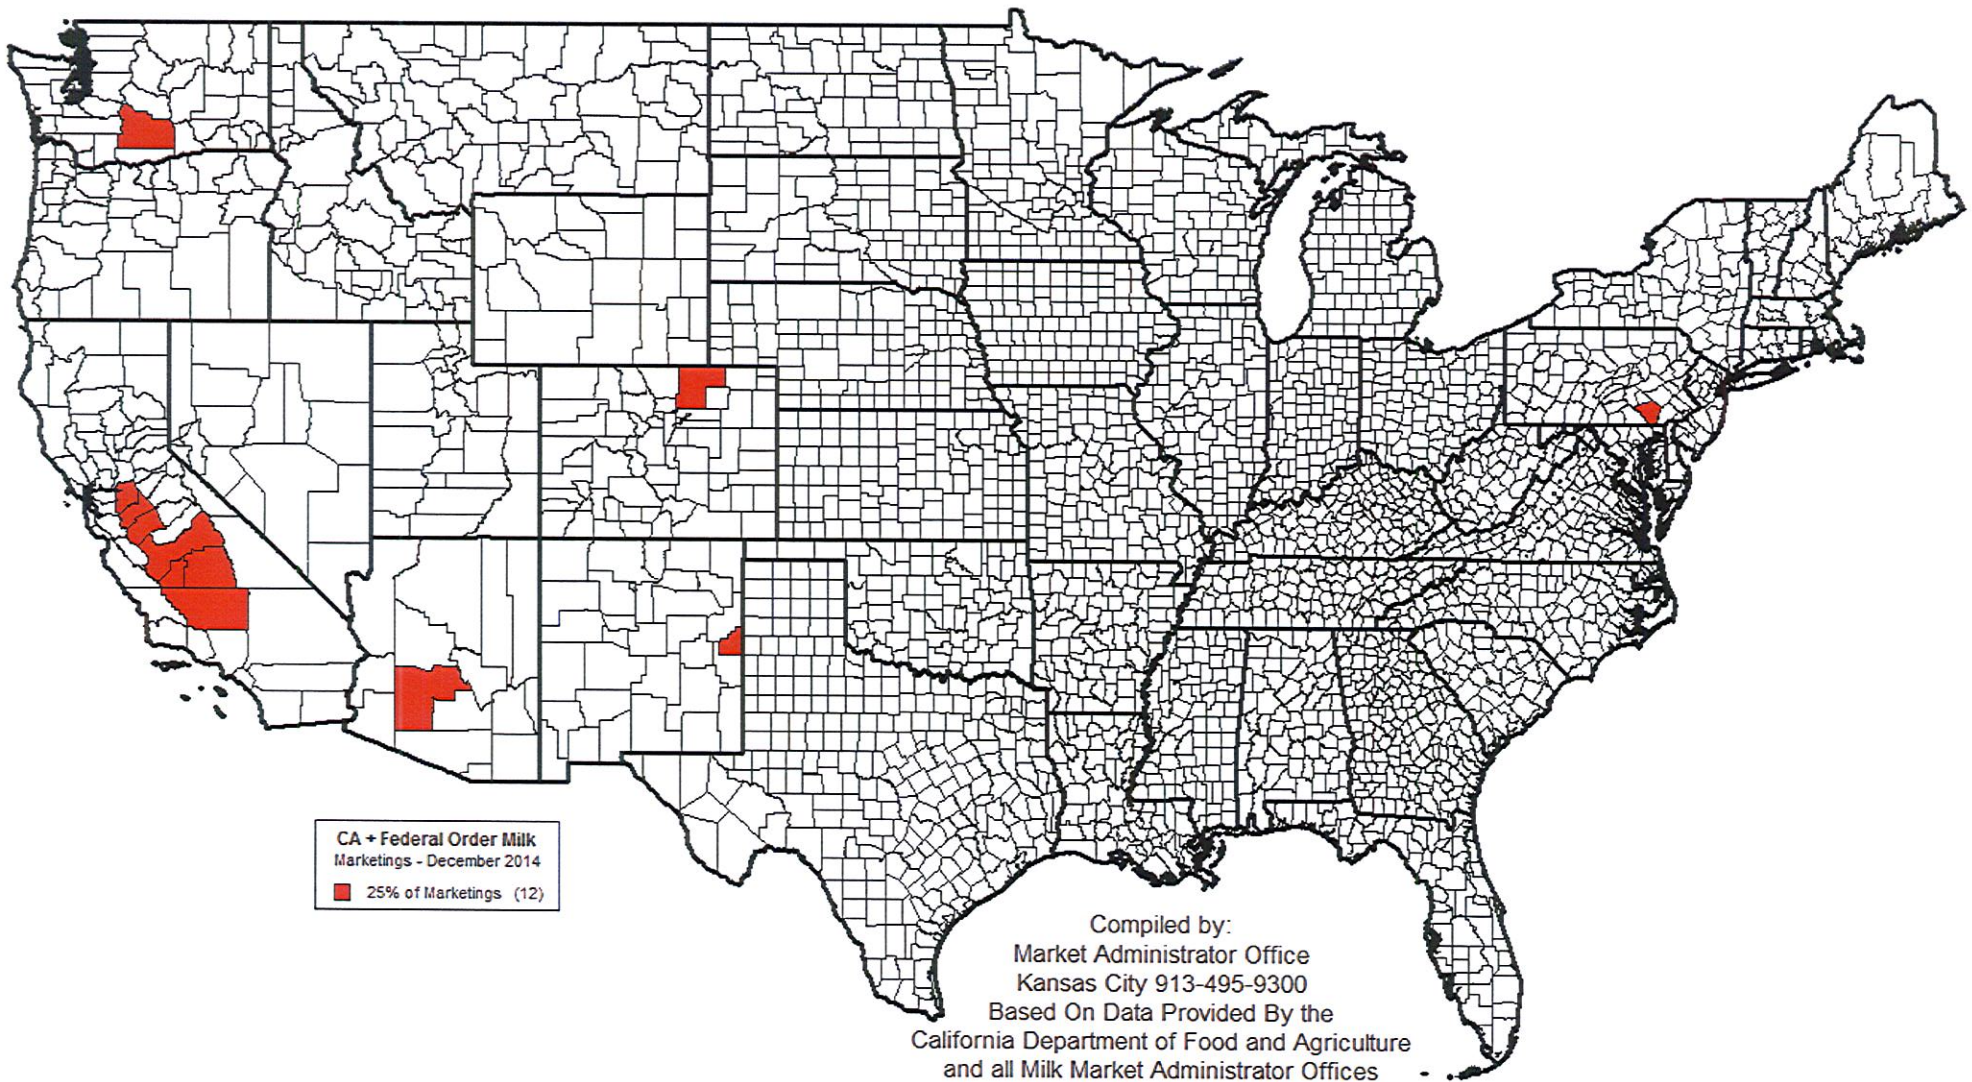 CA + Federal Order Milk
Marketings - December 2014
25% of Marketings (12)
Compiled by:
Market Administrator Office
Kansas City 913-495-9300
Based On Data Provided By the
California Department of Food and Agriculture
and all Milk Market Administrator Offices